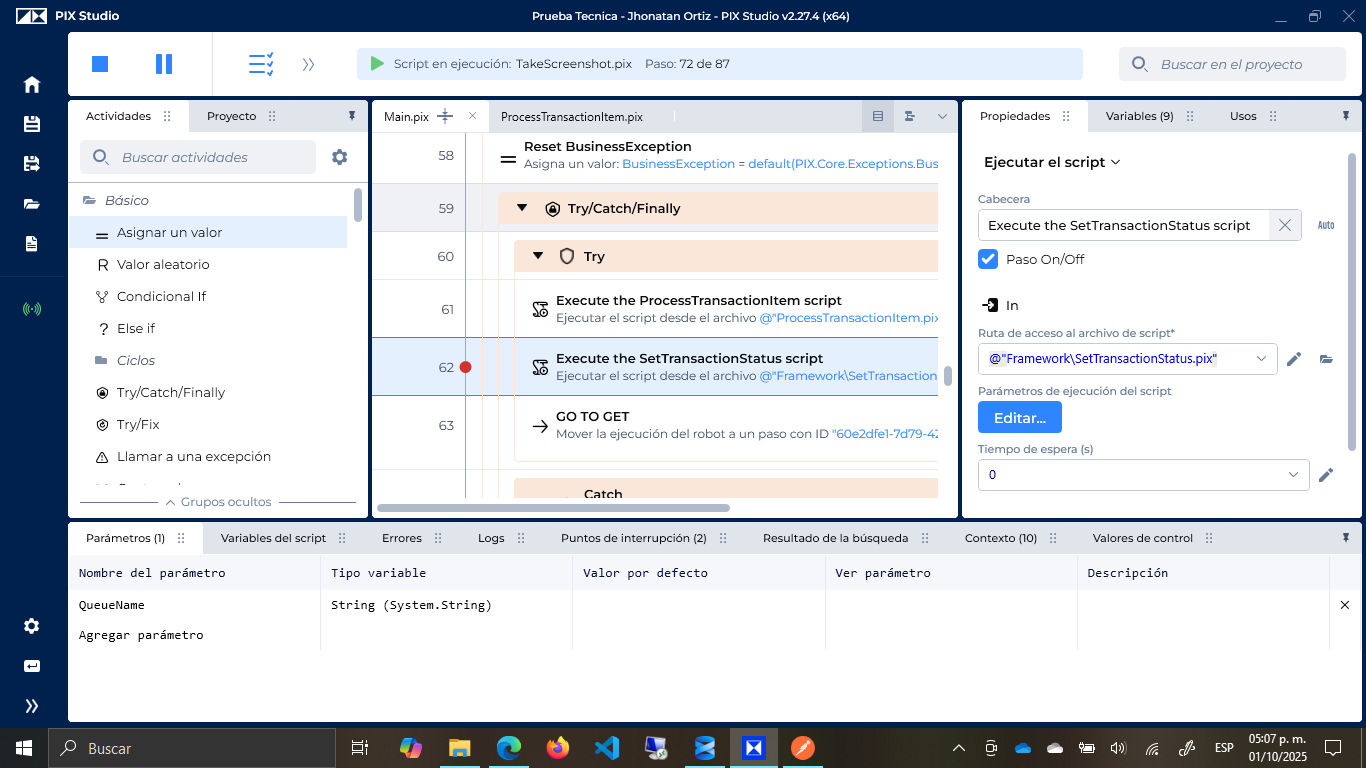 PIX Studio
Prueba Tecnica - Jhonatan Ortiz - PIX Studio v2.27.4 (x64)
Script en ejecución: TakeScreenshot.pix Paso: 72 de 87
Buscar en el proyecto
Actividades
Proyecto
Buscar actividades
Básico
Asignar un valor
Valor aleatorio
Condicional If
Else if
Ciclos
Try/Catch/Finally
Try/Fix
Llamar a una excepción
Grupos ocultos
Main.pix
ProcessTransactionItem.pix
58
Reset BusinessException
Asigna un valor: BusinessException = default(PIX.Core.Exceptions.Bus
59
Try/Catch/Finally
60
Try
61
Execute the ProcessTransactionItem script
Ejecutar el script desde el archivo @"ProcessTransactionItem.pix
62
Execute the SetTransactionStatus script
Ejecutar el script desde el archivo @"Framework\SetTransaction
63
GO TO GET
Mover la ejecución del robot a un paso con ID "60e2dfe1-7d79-42
Catch
Propiedades
Variables (9)
Usos
Ejecutar el script
Cabecera
Execute the SetTransactionStatus script
Auto
Paso On/Off
In
Ruta de acceso al archivo de script*
@"Framework\SetTransactionStatus.pix"
Parámetros de ejecución del script
Editar...
Tiempo de espera (s)
0
Parámetros (1)
Variables del script
Errores
Logs
Puntos de interrupción (2)
Resultado de la búsqueda
Contexto (10)
Valores de control
Nombre del parámetro
Tipo variable
Valor por defecto
Ver parámetro
Descripción
QueueName
String (System.String)
Agregar parámetro
Buscar
ESP
05:07 p. m.
01/10/2025